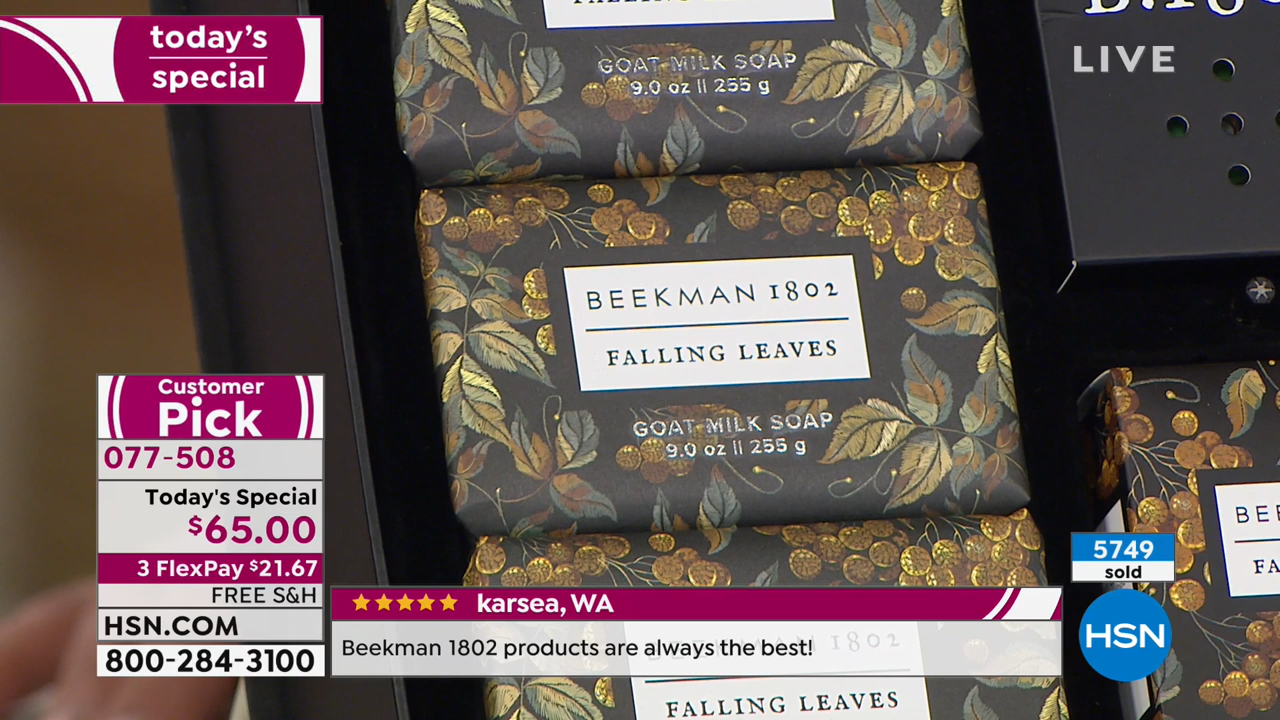 today's
special
LIVE
GOAT MILK SOAP
9.0 oz || 255 g
BEEKMAN 1802
FALLING LEAVES
GOAT MILK SOAP
9.0 oz || 255 g
Customer
Pick
077-508
Today's Special
$65.00
3 FlexPay $21.67
FREE S&H
HSN.COM
800-284-3100
5749
sold
HSN
karsea, WA
Beekman 1802 products are always the best!
BEEKMAN 1802
FALLING LEAVES